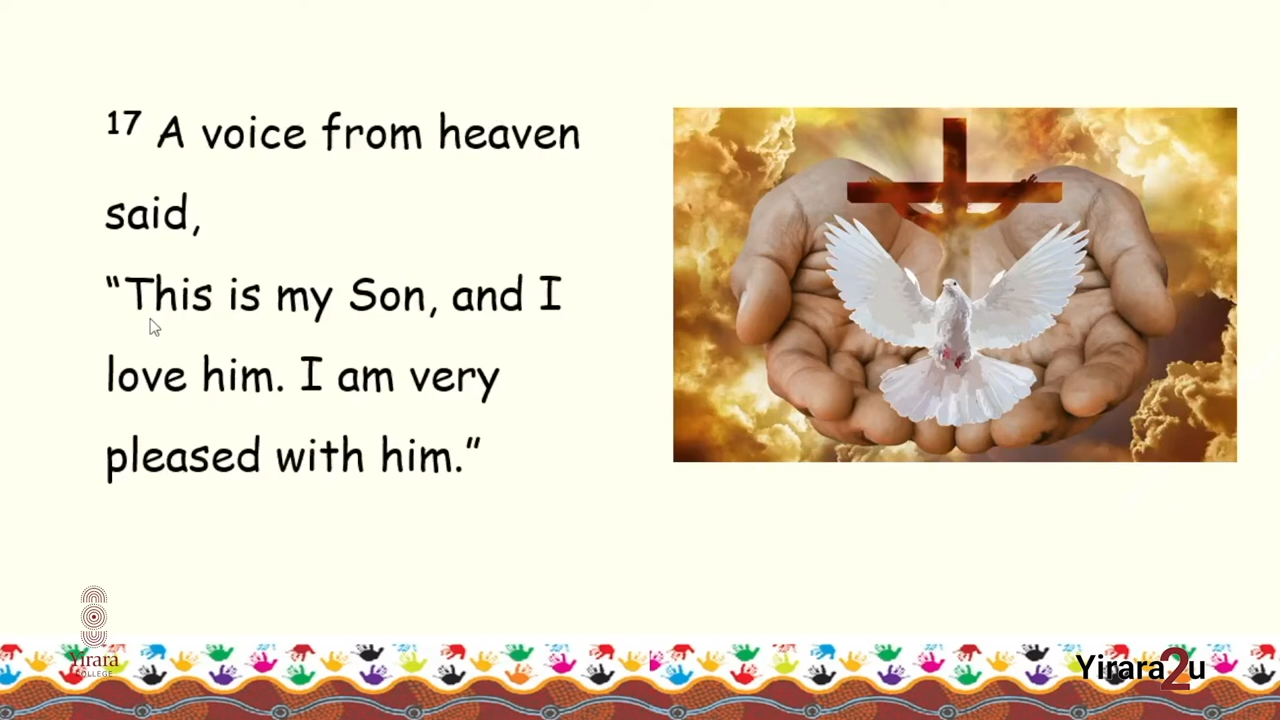 17 A voice from heaven
said,
“This is my Son, and I
love him. I am very
pleased with him.”
Yirara
COLLEGE
Yirara2u